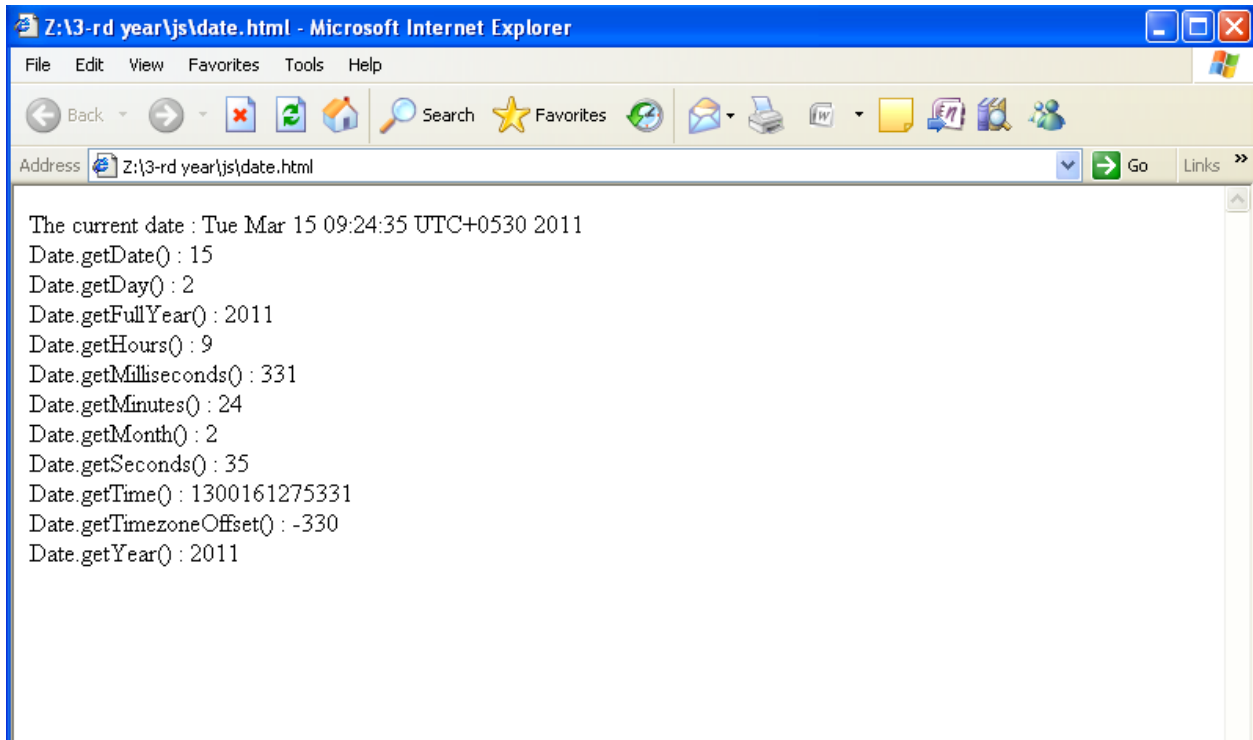 Z:\3-rd year\js\date.html - Microsoft Internet Explorer
File Edit View Favorites Tools Help
Back Search Favorites
Address Z:\3-rd year\js\date.html Go Links »
The current date : Tue Mar 15 09:24:35 UTC+0530 2011
Date.getDate() : 15
Date.getDay() : 2
Date.getFullYear() : 2011
Date.getHours() : 9
Date.getMilliseconds() : 331
Date.getMinutes() : 24
Date.getMonth() : 2
Date.getSeconds() : 35
Date.getTime() : 1300161275331
Date.getTimezoneOffset() : -330
Date.getYear() : 2011